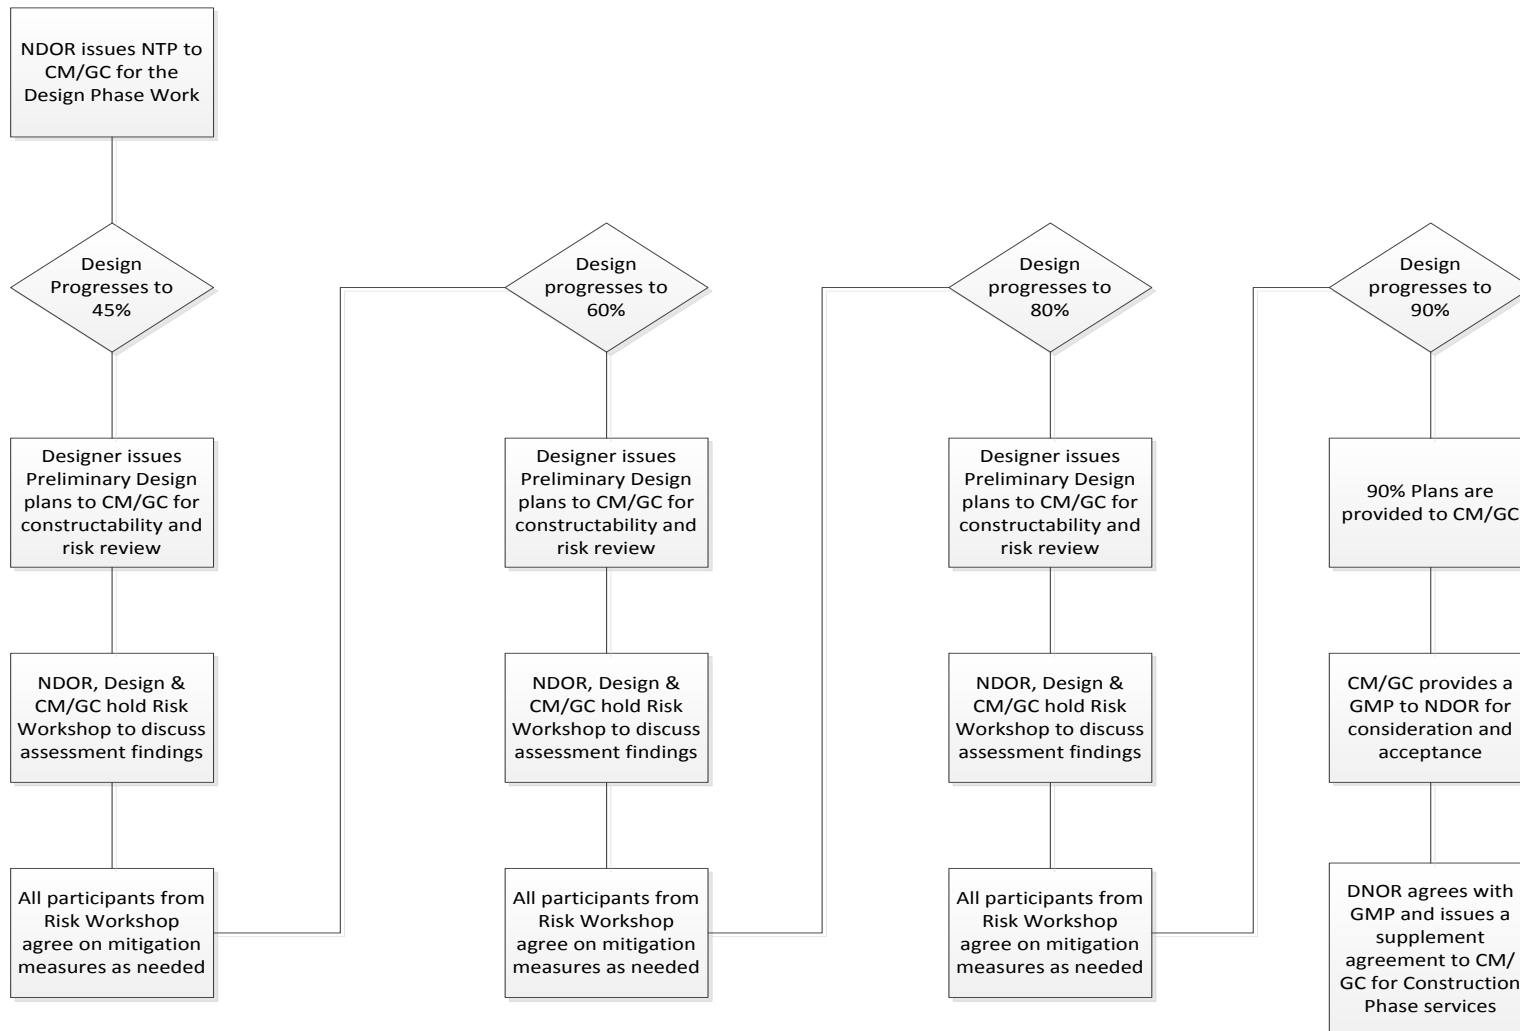 NDOR issues NTP to
CM/GC for the
Design Phase Work
Design
Progresses to
45%
Designer issues
Preliminary Design
plans to CM/GC for
constructability and
risk review
NDOR, Design &
CM/GC hold Risk
Workshop to discuss
assessment findings
All participants from
Risk Workshop
agree on mitigation
measures as needed
Design
progresses to
60%
Designer issues
Preliminary Design
plans to CM/GC for
constructability and
risk review
NDOR, Design &
CM/GC hold Risk
Workshop to discuss
assessment findings
All participants from
Risk Workshop
agree on mitigation
measures as needed
Design
progresses to
80%
Designer issues
Preliminary Design
plans to CM/GC for
constructability and
risk review
NDOR, Design &
CM/GC hold Risk
Workshop to discuss
assessment findings
All participants from
Risk Workshop
agree on mitigation
measures as needed
Design
progresses to
90%
90% Plans are
provided to CM/GC
CM/GC provides a
GMP to NDOR for
consideration and
acceptance
DNOR agrees with
GMP and issues a
supplement
agreement to CM/
GC for Construction
Phase services